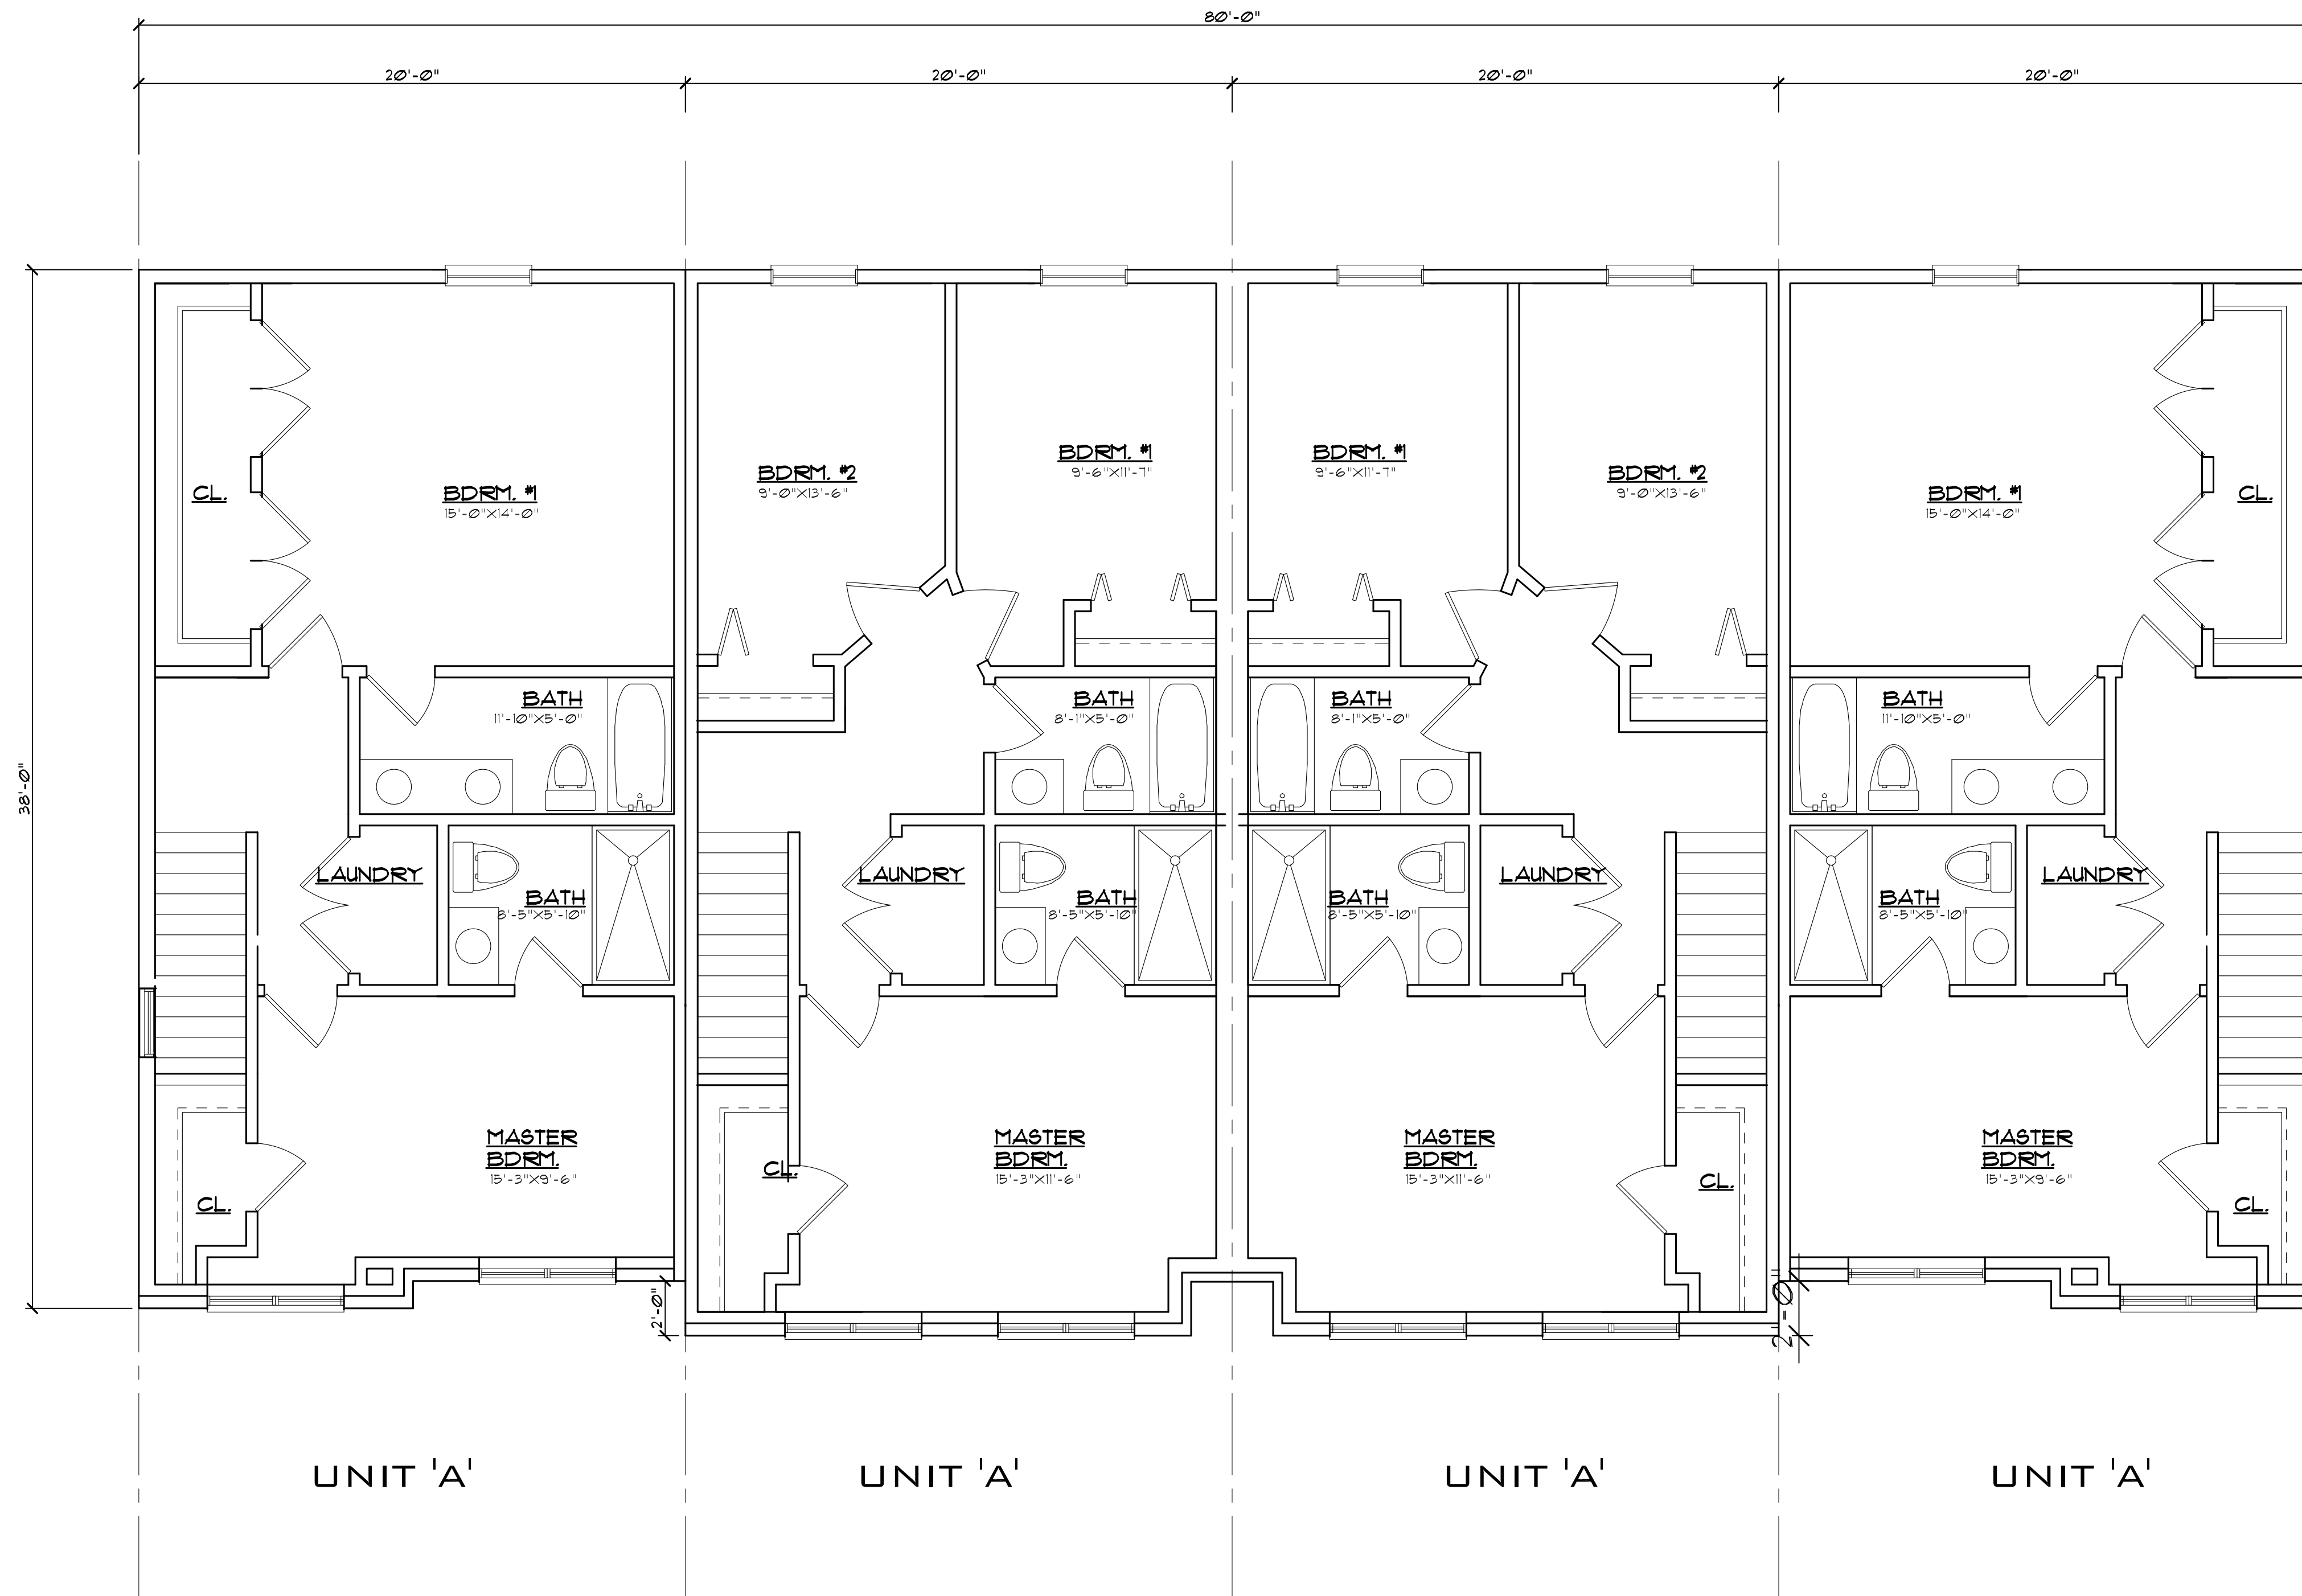 80'-0"
20'-0" 20'-0" 20'-0" 20'-0"
38'-0"
BDRM. #1
15'-0"X14'-0"
CL.
BDRM. #2
9'-0"X13'-6"
BDRM. #1
9'-6"X11'-7"
BDRM. #1
9'-6"X11'-7"
BDRM. #2
9'-0"X13'-6"
BDRM. #1
15'-0"X14'-0"
CL.
BATH
11'-10"X5'-0"
BATH
8'-1"X5'-0"
BATH
8'-1"X5'-0"
BATH
11'-10"X5'-0"
LAUNDRY
BATH
8'-5"X5'-10"
LAUNDRY
BATH
8'-5"X5'-10"
BATH
8'-5"X5'-10"
LAUNDRY
BATH
8'-5"X5'-10"
LAUNDRY
MASTER
BDRM.
15'-3"X9'-6"
CL.
CL.
MASTER
BDRM.
15'-3"X11'-6"
MASTER
BDRM.
15'-3"X11'-6"
CL.
MASTER
BDRM.
15'-3"X9'-6"
CL.
2'-0"
2'-0"
UNIT 'A' UNIT 'A' UNIT 'A' UNIT 'A'